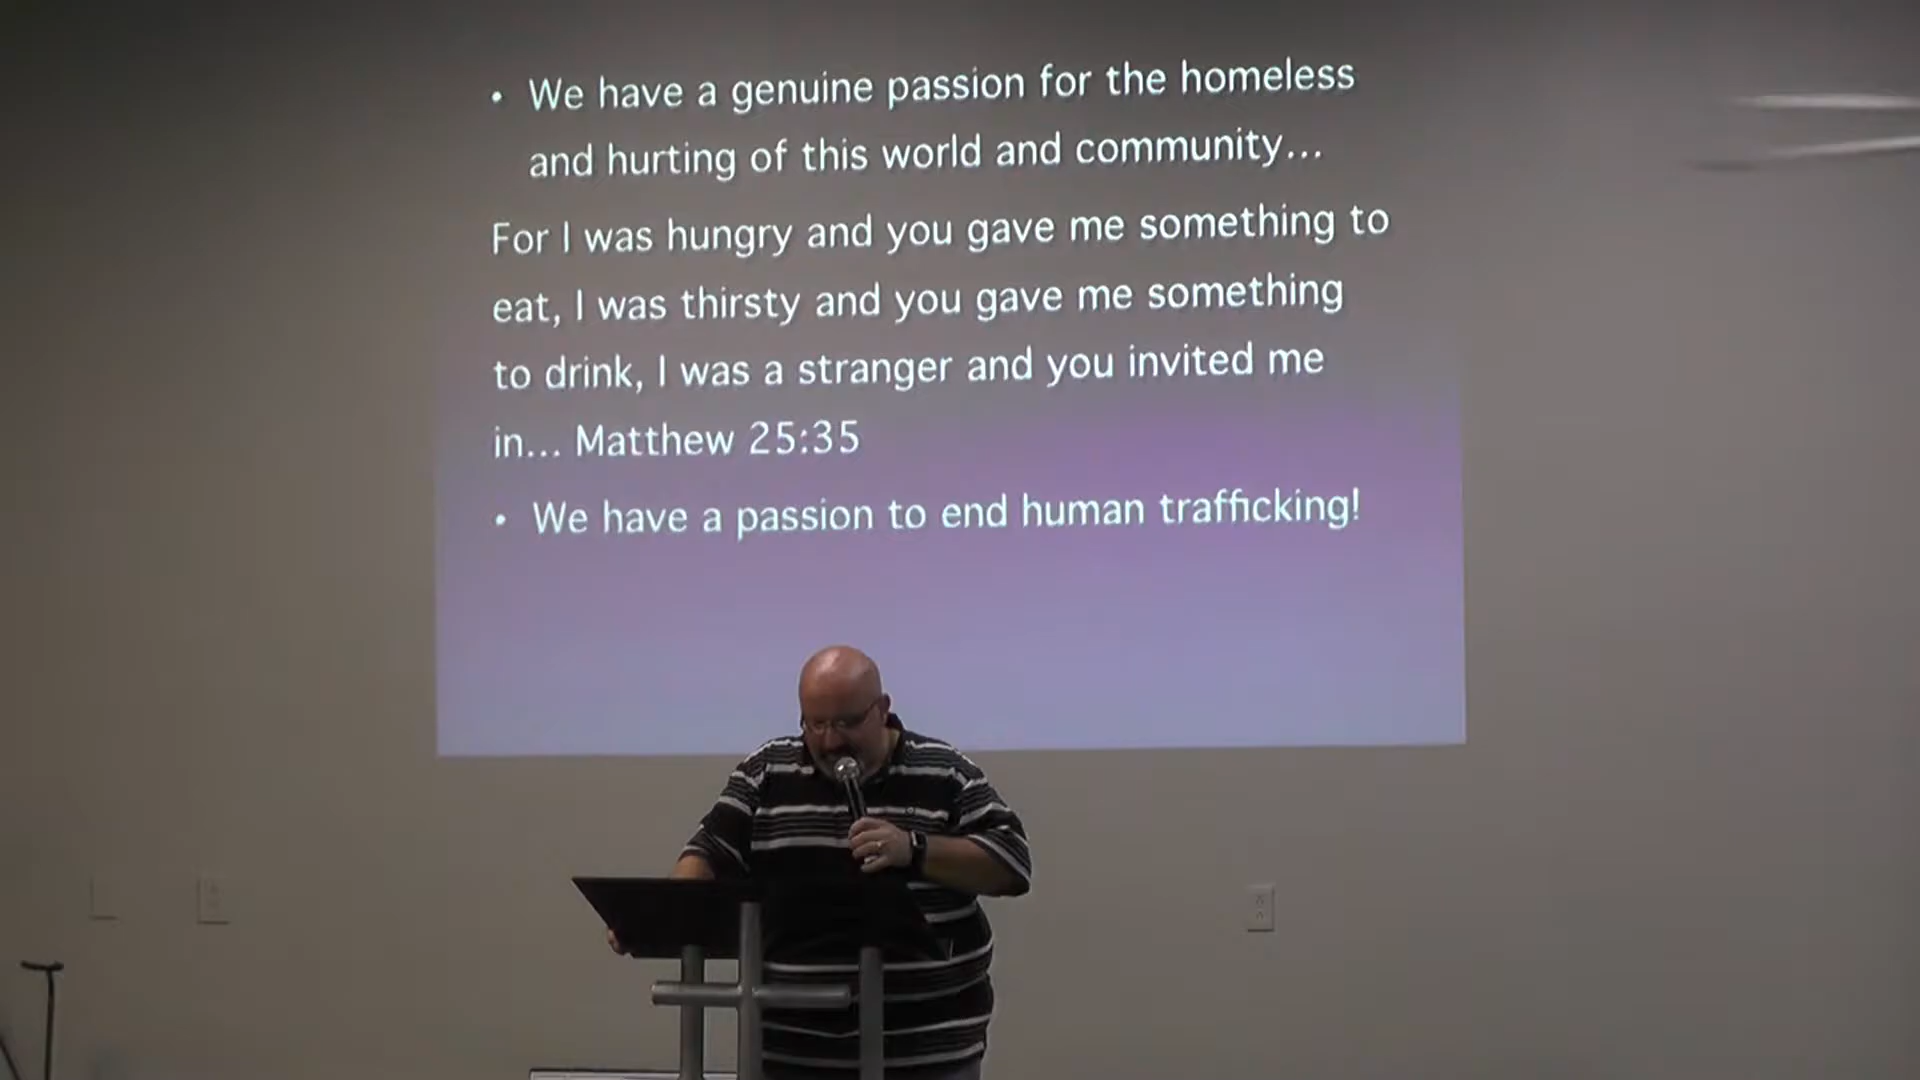 • We have a genuine passion for the homeless
and hurting of this world and community...
For I was hungry and you gave me something to
eat, I was thirsty and you gave me something
to drink, I was a stranger and you invited me
in... Matthew 25:35
• We have a passion to end human trafficking!